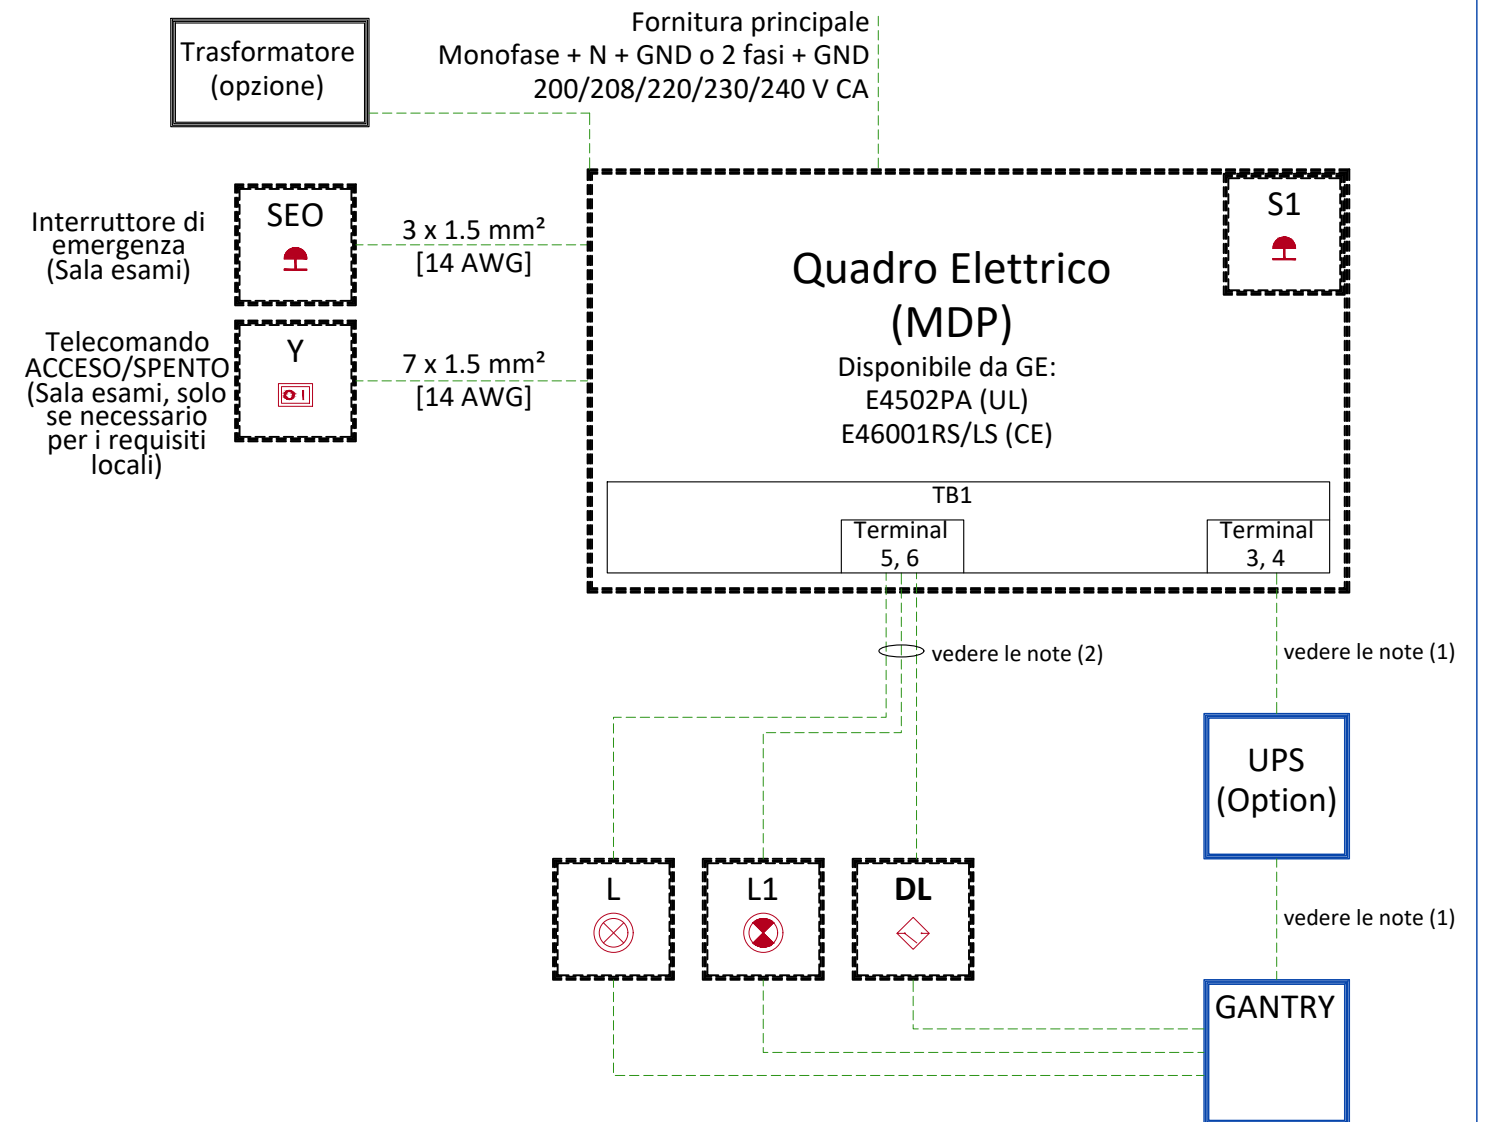 Fornitura principale
Monofase + N + GND o 2 fasi + GND
200/208/220/230/240 V CA
Trasformatore
(opzione)
Interruttore di
emergenza
(Sala esami)
SEO
3 x 1.5 mm²
[14 AWG]
S1
Quadro Elettrico
(MDP)
Disponibile da GE:
E4502PA (UL)
E46001RS/LS (CE)
Telecomando
ACCESO/SPENTO
(Sala esami, solo
se necessario
per i requisiti
locali)
Y
0 I
7 x 1.5 mm²
[14 AWG]
TB1
Terminal
5, 6
Terminal
3, 4
vedere le note (2)
vedere le note (1)
UPS
(Option)
L
L1
DL
vedere le note (1)
GANTRY